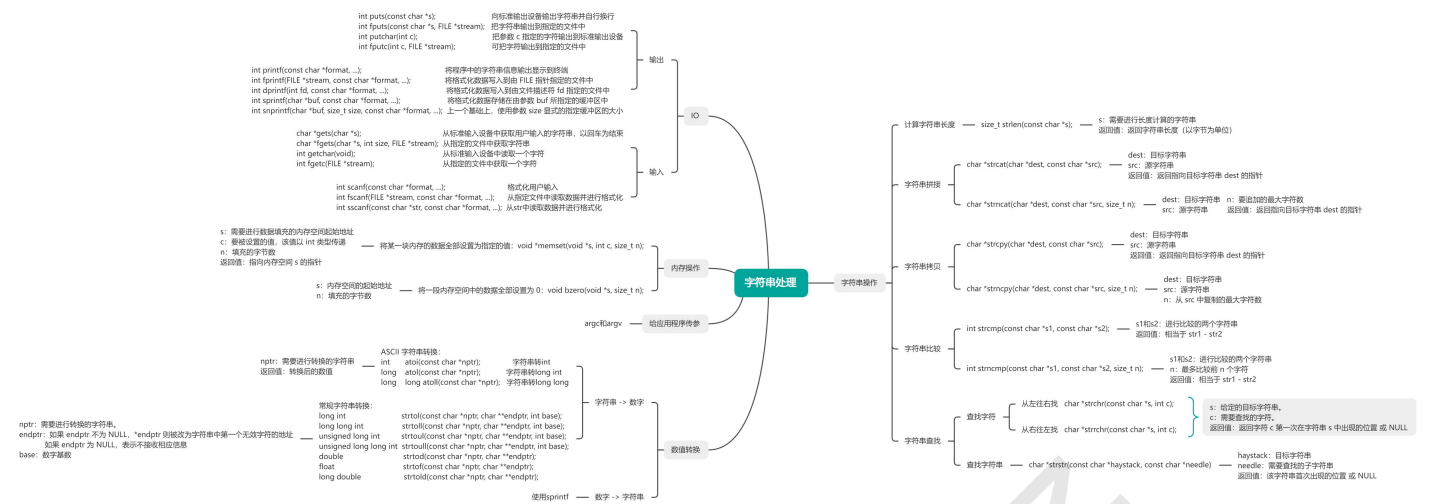 字符串处理
IO
输出
int puts(const char *s); 向标准输出设备输出字符串并自行换行
int fputs(const char *s, FILE *stream); 把字符串输出到指定的文件中
int putchar(int c); 把参数 c 指定的字符输出到标准输出设备
int fputc(int c, FILE *stream); 可把字符输出到指定的文件中
int printf(const char *format, ...); 将程序中的字符串信息输出显示到终端
int fprintf(FILE *stream, const char *format, ...); 将格式化数据写入到由 FILE 指针指定的文件中
int dprintf(int fd, const char *format, ...); 将格式化数据写入到由文件描述符 fd 指定的文件中
int sprintf(char *buf, const char *format, ...); 将格式化数据存储在由参数 buf 所指定的缓冲区中
int snprintf(char *buf, size_t size, const char *format, ...); 上一个基础上，使用参数 size 显式的指定缓冲区的大小
输入
char *gets(char *s); 从标准输入设备中获取用户输入的字符串，以回车为结束
char *fgets(char *s, int size, FILE *stream); 从指定的文件中获取字符串
int getchar(void); 从标准输入设备中读取一个字符
int fgetc(FILE *stream); 从指定的文件中获取一个字符
int scanf(const char *format, ...); 格式化用户输入
int fscanf(FILE *stream, const char *format, ...); 从指定文件中读取数据并进行格式化
int sscanf(const char *str, const char *format, ...); 从str中读取数据并进行格式化
内存操作
将某一块内存的数据全部设置为指定的值：void *memset(void *s, int c, size_t n);
s：需要进行数据填充的内存空间起始地址
c：要被设置的值，该值以 int 类型传递
n：填充的字节数
返回值：指向内存空间 s 的指针
将一段内存空间中的数据全部设置为 0：void bzero(void *s, size_t n);
s：内存空间的起始地址
n：填充的字节数
给应用程序传参
argc和argv
数值转换
字符串 -> 数字
ASCII 字符串转换：
int atoi(const char *nptr); 字符串转int
long atol(const char *nptr); 字符串转long int
long long atoll(const char *nptr); 字符串转long long
nptr：需要进行转换的字符串
返回值：转换后的数值
常规字符串转换：
long int strtol(const char *nptr, char **endptr, int base);
long long int strtoll(const char *nptr, char **endptr, int base);
unsigned long int strtoul(const char *nptr, char **endptr, int base);
unsigned long long int strtoull(const char *nptr, char **endptr, int base);
double strtod(const char *nptr, char **endptr);
float strtof(const char *nptr, char **endptr);
long double strtold(const char *nptr, char **endptr);
nptr：需要进行转换的字符串。
endptr：如果 endptr 不为 NULL，*endptr 则被改为字符串中第一个无效字符的地址
如果 endptr 为 NULL，表示不接收相应信息
base：数字基数
数字 -> 字符串
使用sprintf
字符串操作
计算字符串长度
size_t strlen(const char *s);
s：需要进行长度计算的字符串
返回值：返回字符串长度（以字节为单位）
字符串拼接
char *strcat(char *dest, const char *src);
dest：目标字符串
src：源字符串
返回值：返回指向目标字符串 dest 的指针
char *strncat(char *dest, const char *src, size_t n);
dest：目标字符串 n：要追加的最大字符数
src：源字符串 返回值：返回指向目标字符串 dest 的指针
字符串拷贝
char *strcpy(char *dest, const char *src);
dest：目标字符串
src：源字符串
返回值：返回指向目标字符串 dest 的指针
char *strncpy(char *dest, const char *src, size_t n);
dest：目标字符串
src：源字符串
n：从 src 中复制的最大字符数
字符串比较
int strcmp(const char *s1, const char *s2);
s1和s2：进行比较的两个字符串
返回值：相当于 str1 - str2
int strncmp(const char *s1, const char *s2, size_t n);
s1和s2：进行比较的两个字符串
n：最多比较前 n 个字符
返回值：相当于 str1 - str2
字符串查找
查找字符
从左往右找 char *strchr(const char *s, int c);
从右往左找 char *strrchr(const char *s, int c);
s：给定的目标字符串。
c：需要查找的字符。
返回值：返回字符 c 第一次在字符串 s 中出现的位置 或 NULL
查找字符串
char *strstr(const char *haystack, const char *needle)
haystack：目标字符串
needle：需要查找的子字符串
返回值：该字符串首次出现的位置 或 NULL